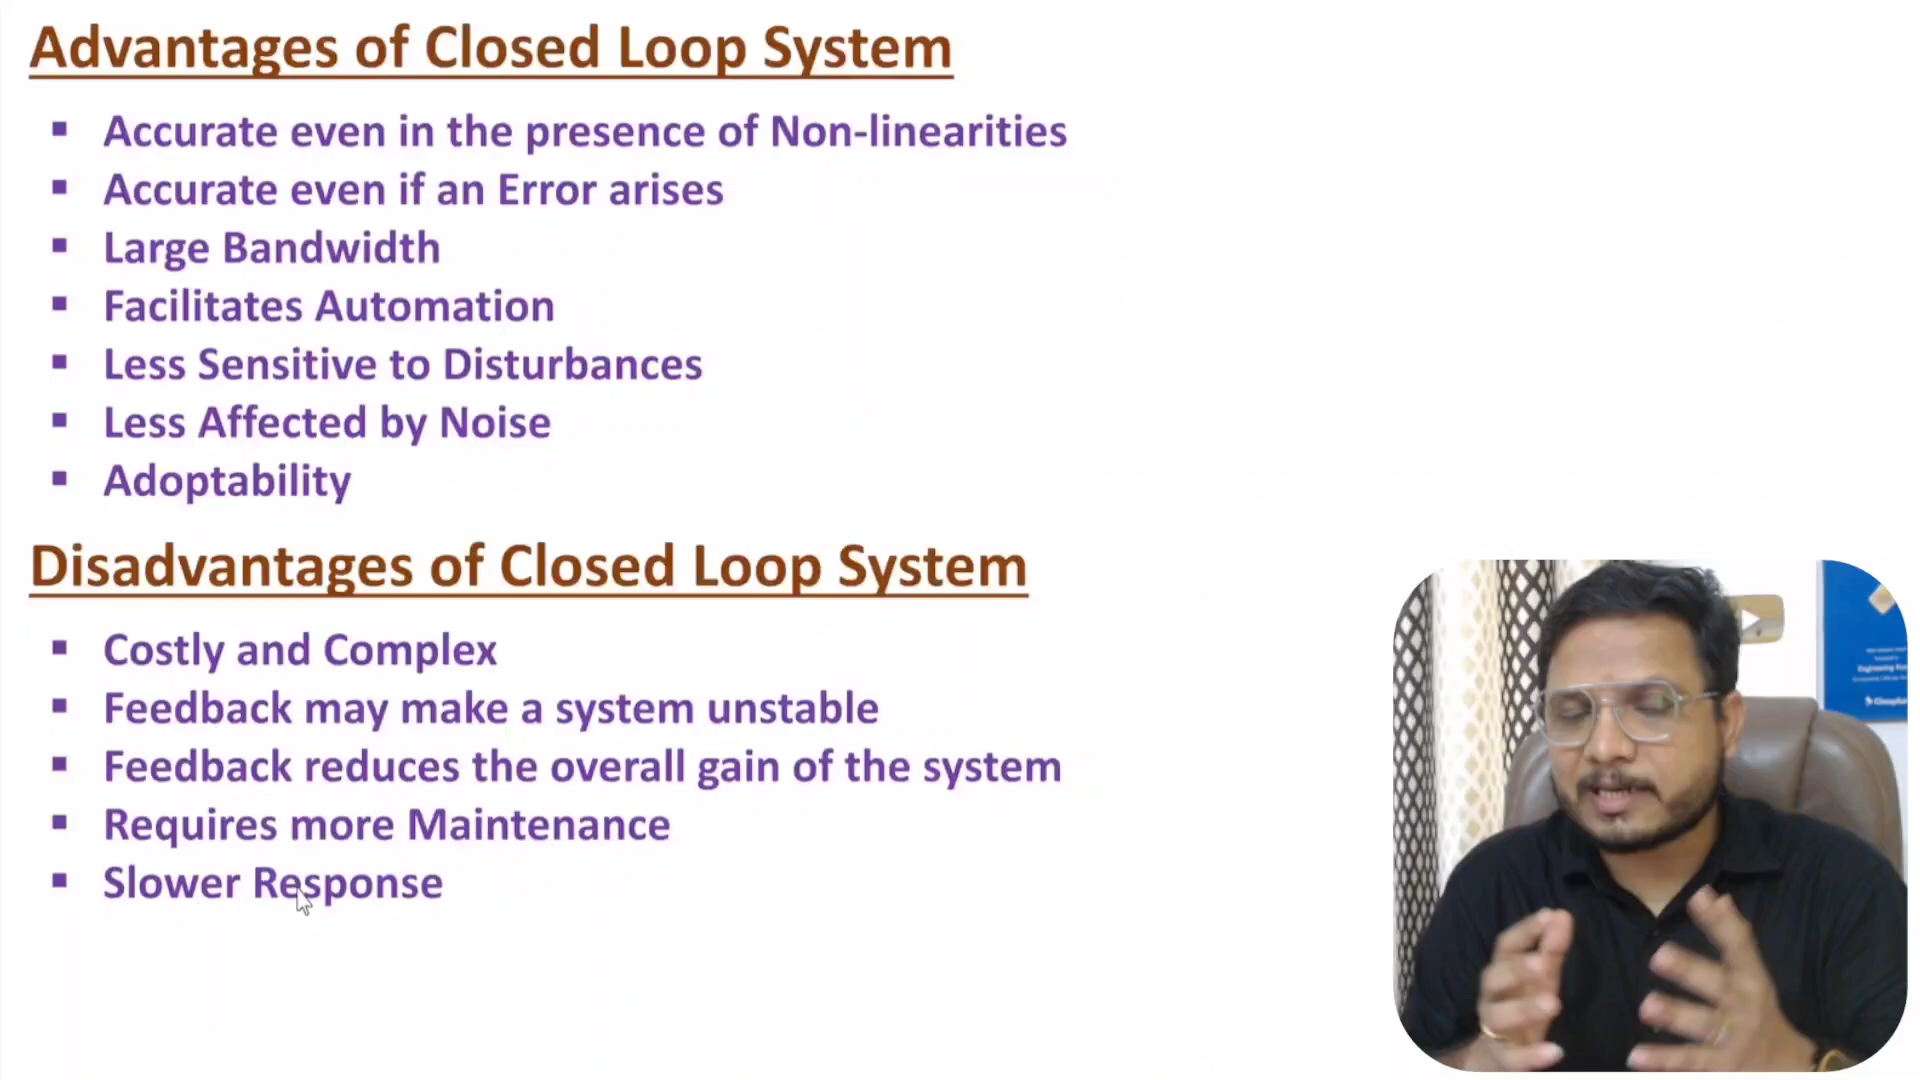 Advantages of Closed Loop System
▪ Accurate even in the presence of Non-linearities
▪ Accurate even if an Error arises
▪ Large Bandwidth
▪ Facilitates Automation
▪ Less Sensitive to Disturbances
▪ Less Affected by Noise
▪ Adoptability
Disadvantages of Closed Loop System
▪ Costly and Complex
▪ Feedback may make a system unstable
▪ Feedback reduces the overall gain of the system
▪ Requires more Maintenance
▪ Slower Response